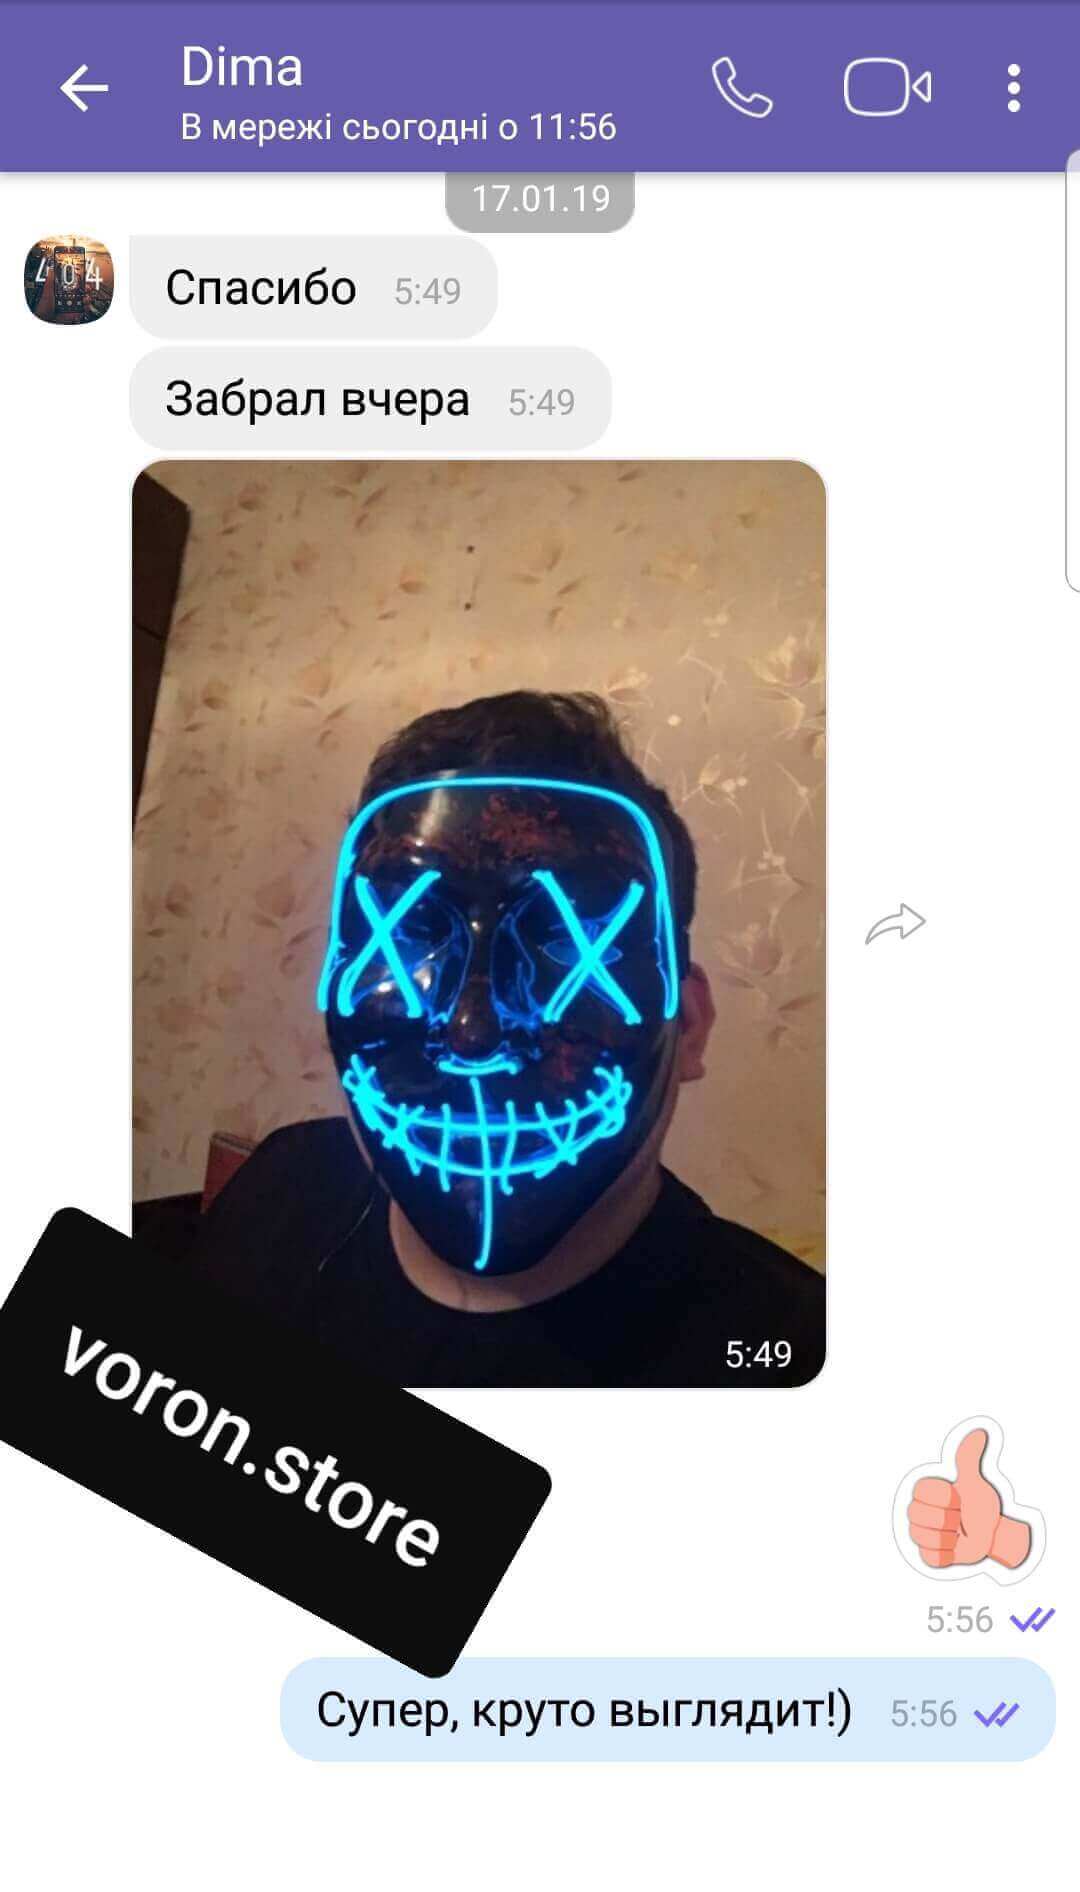 Dima
В мережі сьогодні о 11:56
17.01.19
404
Спасибо 5:49
Забрал вчера 5:49
5:49
voron.store
5:56
Супер, круто выглядит!) 5:56